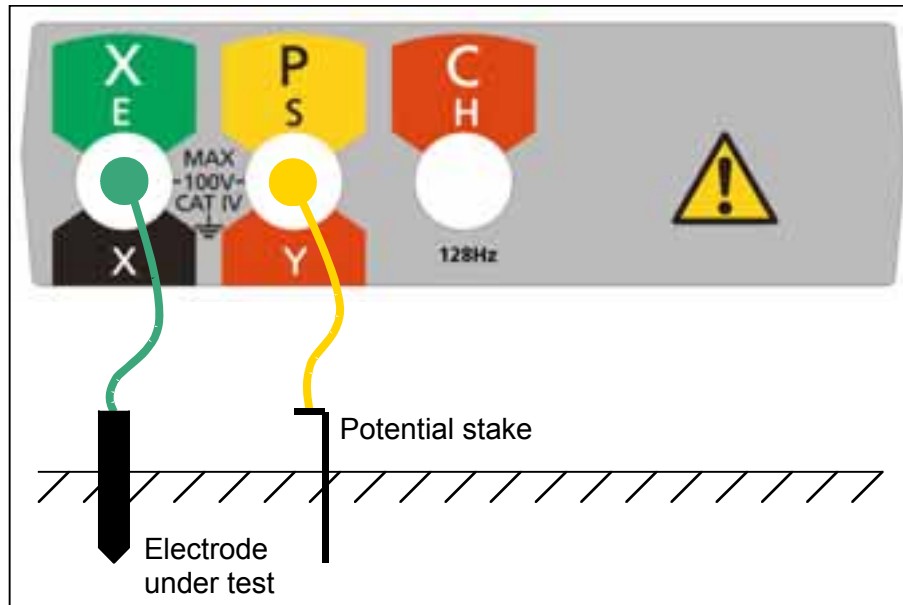 X
E
P
S
C
H
MAX
100V
CAT IV
X
Y
128Hz
Potential stake
Electrode
under test